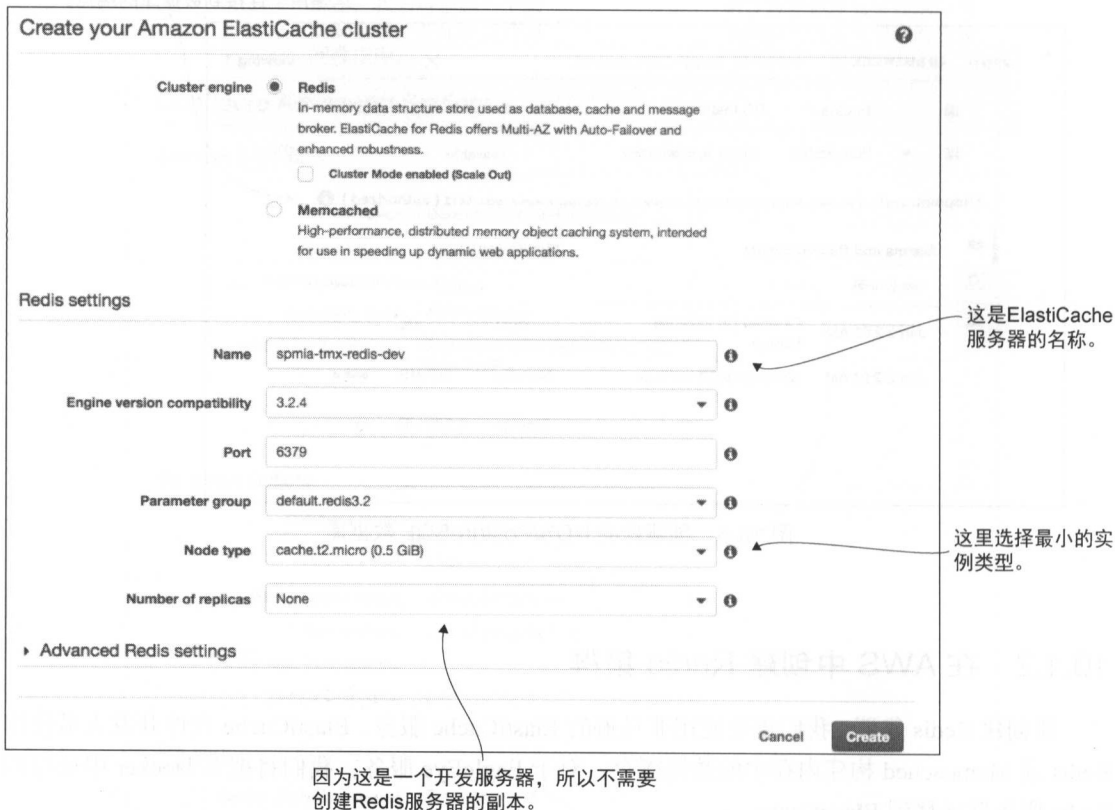 Create your Amazon ElastiCache cluster
Cluster engine
Redis
In-memory data structure store used as database, cache and message
broker. ElastiCache for Redis offers Multi-AZ with Auto-Failover and
enhanced robustness.
Cluster Mode enabled (Scale Out)
Memcached
High-performance, distributed memory object caching system, intended
for use in speeding up dynamic web applications.
Redis settings
这是ElastiCache
服务器的名称。
Name spmia-tmx-redis-dev
Engine version compatibility 3.2.4
Port 6379
Parameter group default.redis3.2
Node type cache.t2.micro (0.5 GiB)
这里选择最小的实
例类型。
Number of replicas None
Advanced Redis settings
Cancel Create
因为这是一个开发服务器，所以不需要
创建Redis服务器的副本。